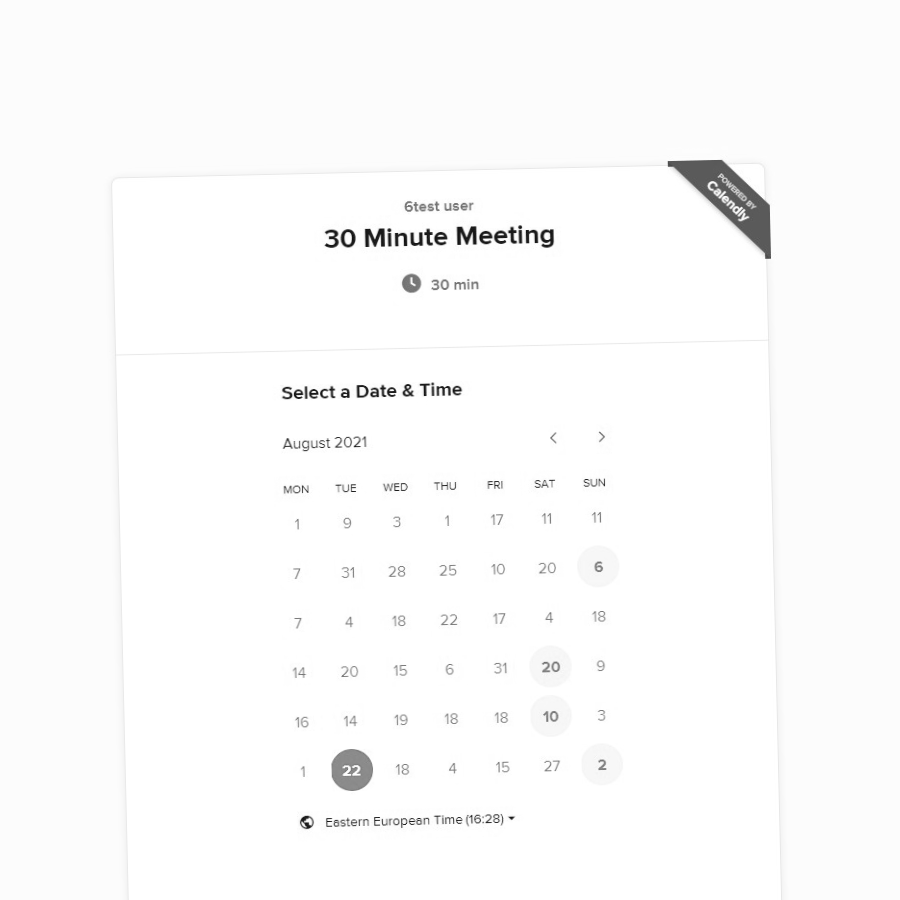 POWERED BY
Calendly
6test user
30 Minute Meeting
30 min
Select a Date & Time
August 2021
MON TUE WED THU FRI SAT SUN
1 9 3 1 17 11 11
7 31 28 25 10 20 6
7 4 18 22 17 4 18
14 20 15 6 31 20 9
16 14 19 18 18 10 3
1 22 18 4 15 27 2
Eastern European Time (16:28)